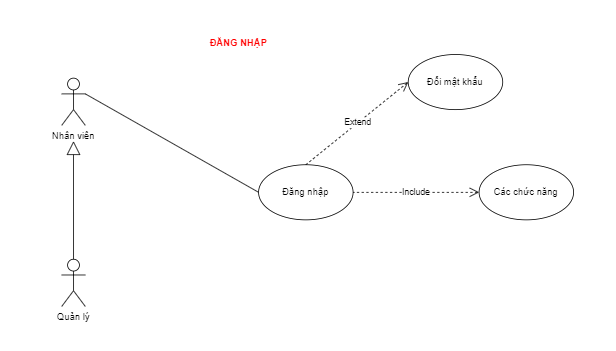 ĐĂNG NHẬP
Đổi mật khẩu
Extend
Nhân viên
Đăng nhập
Include
Các chức năng
Quản lý